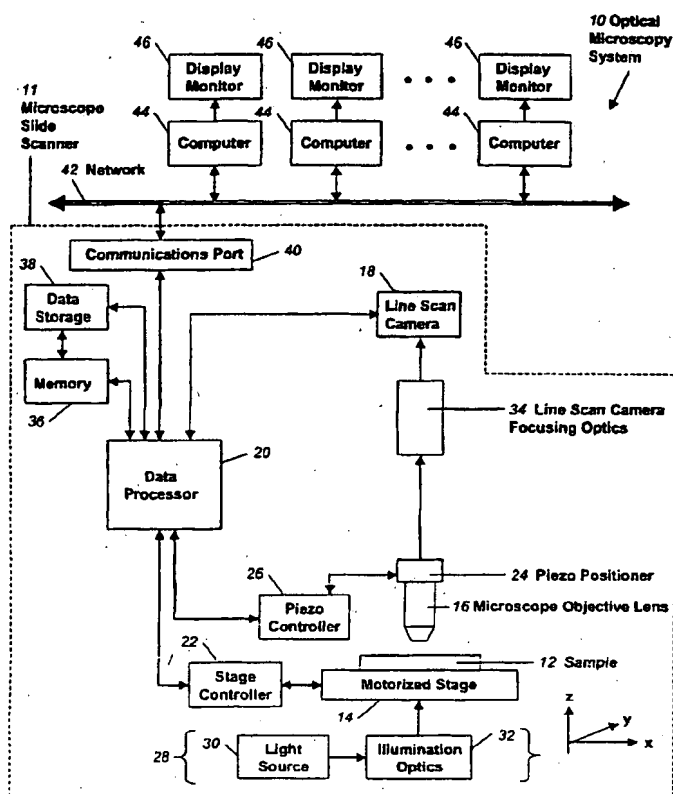 10 Optical
Microscopy
System
46
46
46
Display
Monitor
Display
Monitor
Display
Monitor
11
Microscope
Slide
Scanner
44
44
44
Computer
Computer
Computer
42 Network
Communications Port
40
38
Data
Storage
18
Line Scan
Camera
Memory
36
34 Line Scan Camera
Focusing Optics
20
Data
Processor
26
Piezo
Controller
24 Piezo Positioner
16 Microscope Objective Lens
22
Stage
Controller
12 Sample
Motorized Stage
14
z
y
x
28
30
Light
Source
Illumination
Optics
32